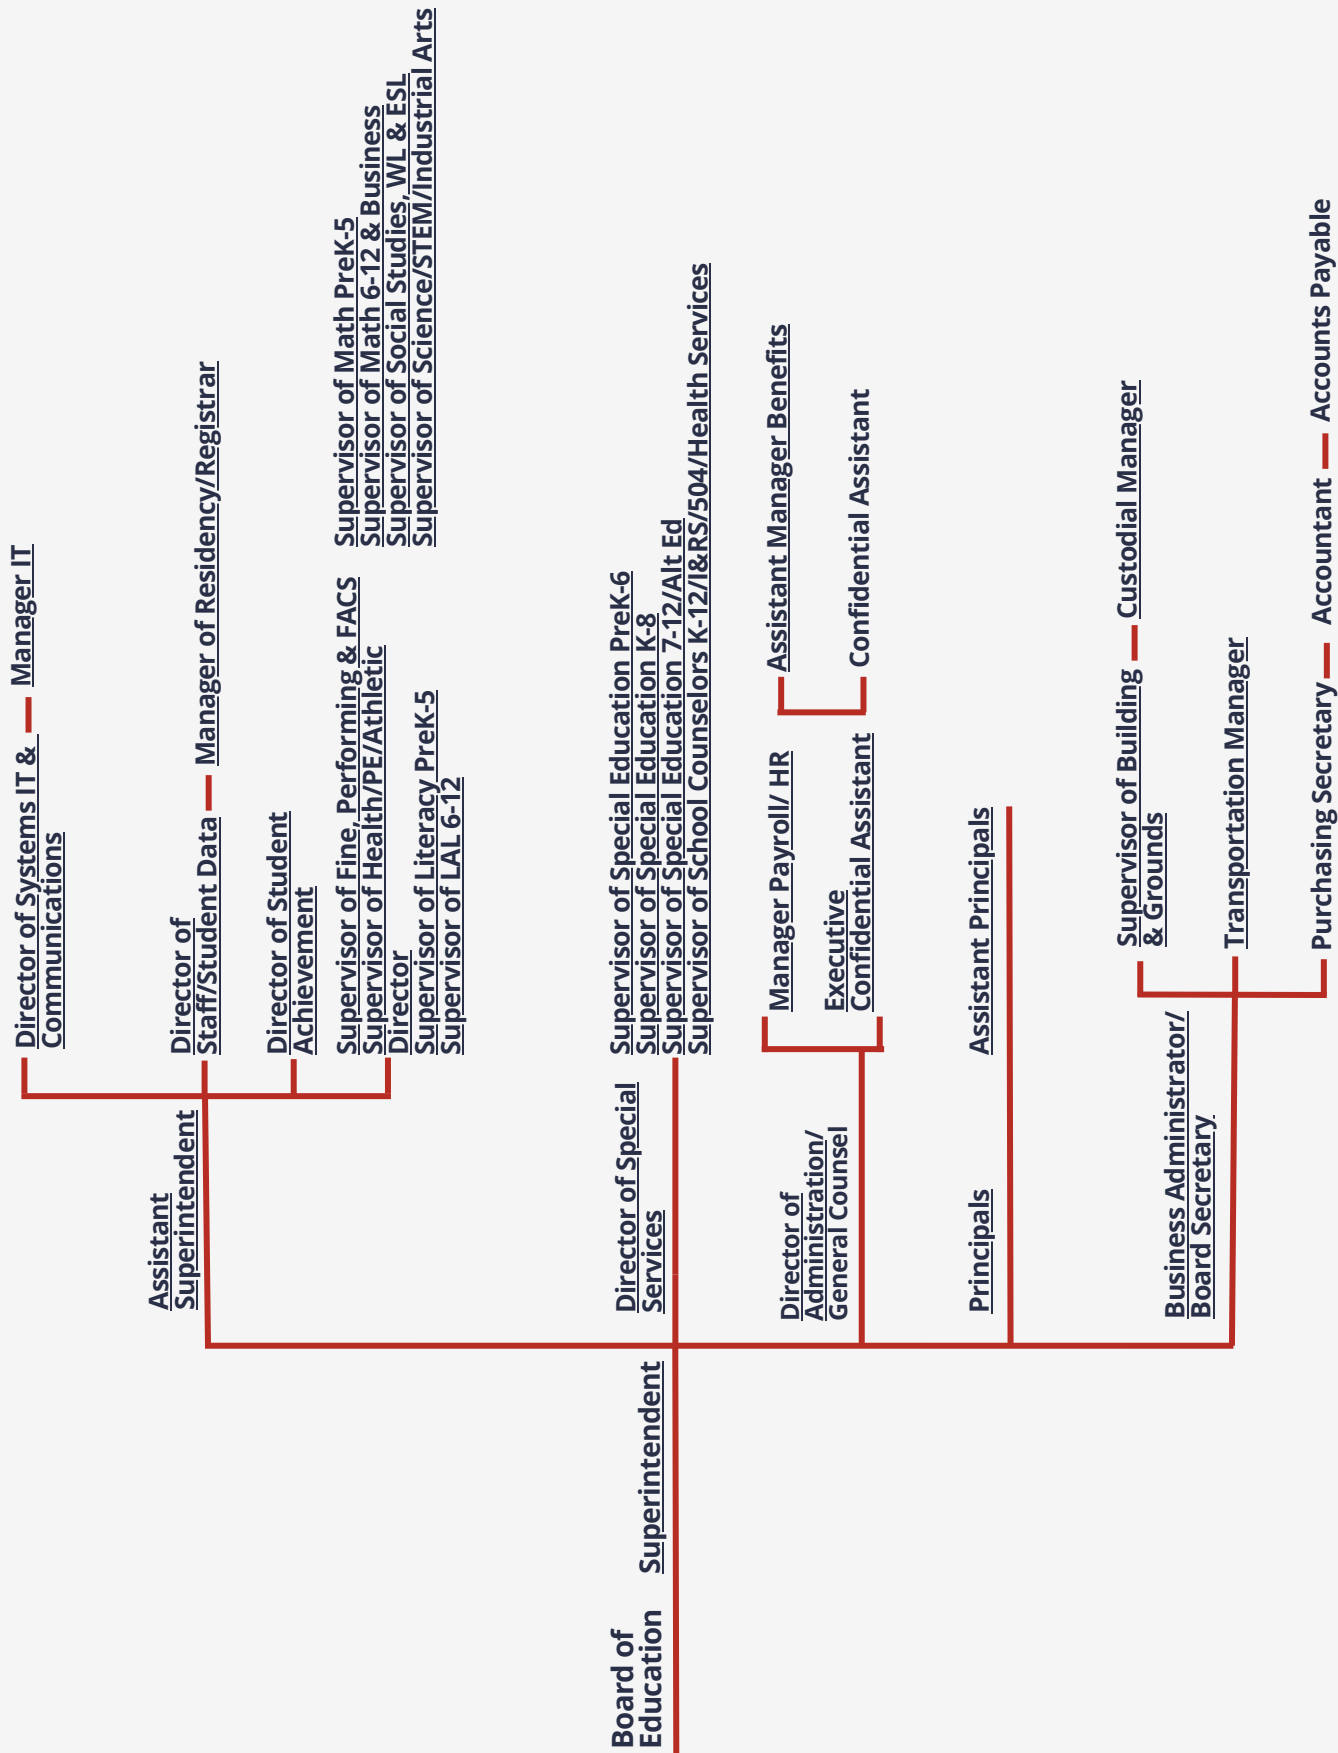 Board of
Education
Superintendent
Assistant
Superintendent
Director of Systems IT &
Communications
Manager IT
Director of
Staff/Student Data
Manager of Residency/Registrar
Director of Student
Achievement
Supervisor of Fine, Performing & FACS
Supervisor of Health/PE/Athletic
Director
Supervisor of Literacy PreK-5
Supervisor of LAL 6-12
Supervisor of Math PreK-5
Supervisor of Math 6-12 & Business
Supervisor of Social Studies, WL & ESL
Supervisor of Science/STEM/Industrial Arts
Director of Special
Services
Supervisor of Special Education PreK-6
Supervisor of Special Education K-8
Supervisor of Special Education 7-12/Alt Ed
Supervisor of School Counselors K-12/I&RS/504/Health Services
Director of
Administration/
General Counsel
Manager Payroll/ HR
Executive
Confidential Assistant
Assistant Manager Benefits
Confidential Assistant
Principals
Assistant Principals
Business Administrator/
Board Secretary
Supervisor of Building
& Grounds
Custodial Manager
Transportation Manager
Purchasing Secretary
Accountant
Accounts Payable